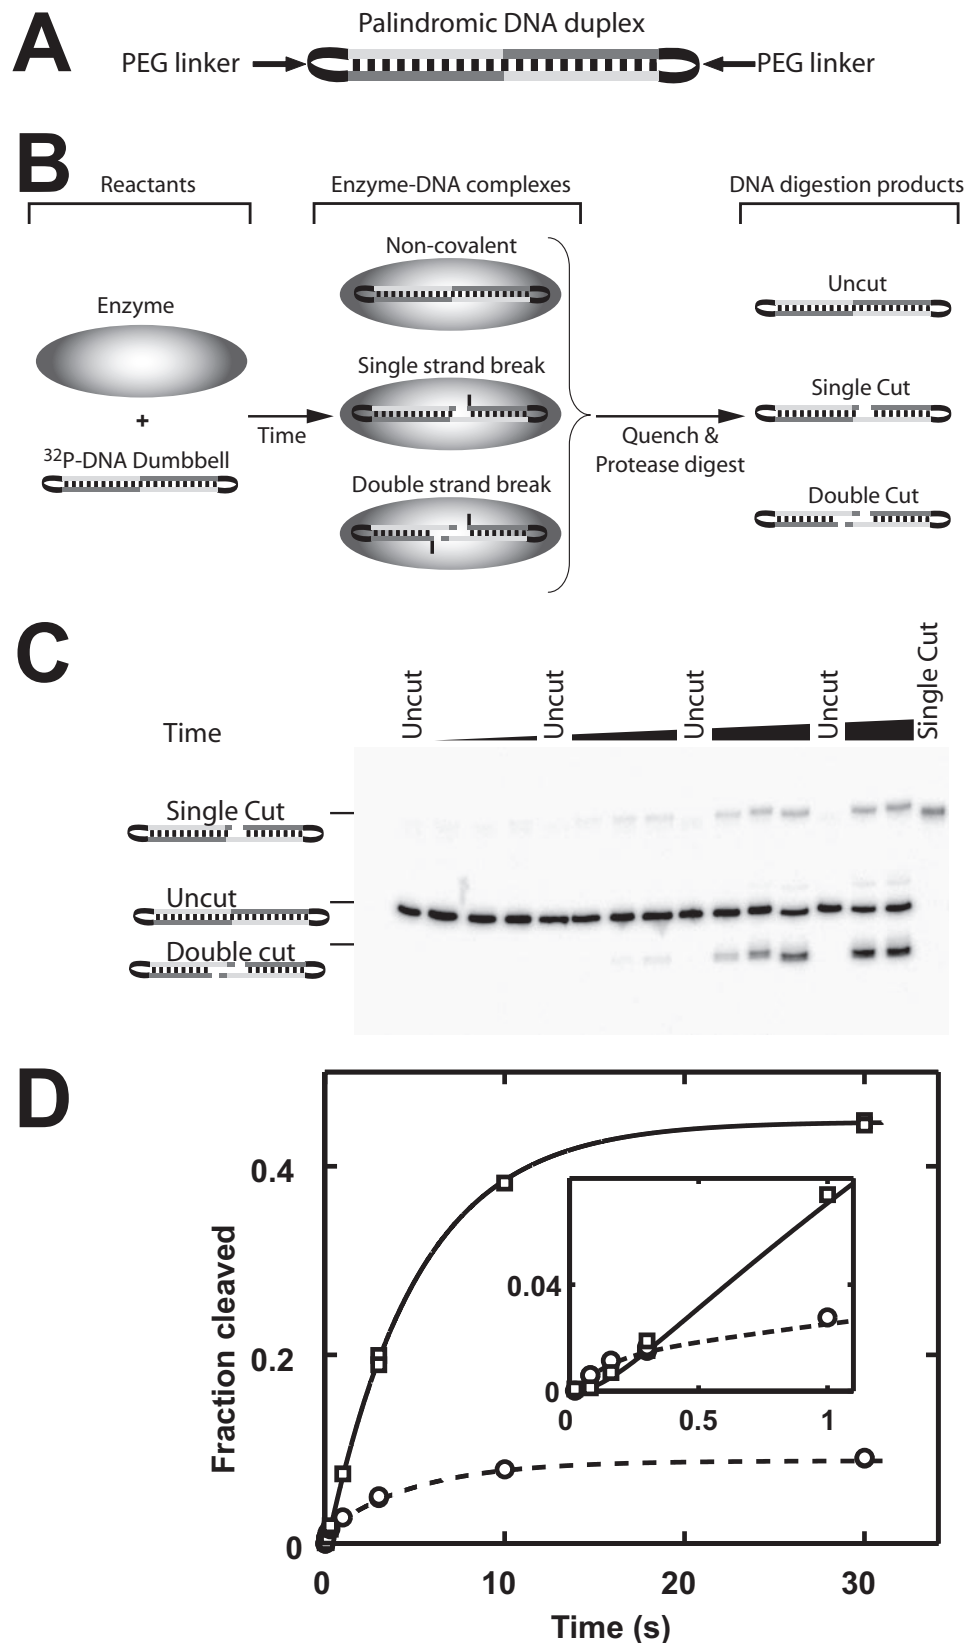 A
Palindromic DNA duplex
PEG linker
PEG linker
B
Reactants
Enzyme-DNA complexes
DNA digestion products
Non-covalent
Uncut
Enzyme
Single strand break
Single Cut
+
Time
Quench &
Protease digest
32P-DNA Dumbbell
Double strand break
Double Cut
C
Uncut
Uncut
Uncut
Uncut
Single Cut
Time
Single Cut
Uncut
Double cut
D
Fraction cleaved
0.4
0.2
0
0.04
0
0
0.5
1
0
10
20
30
Time (s)